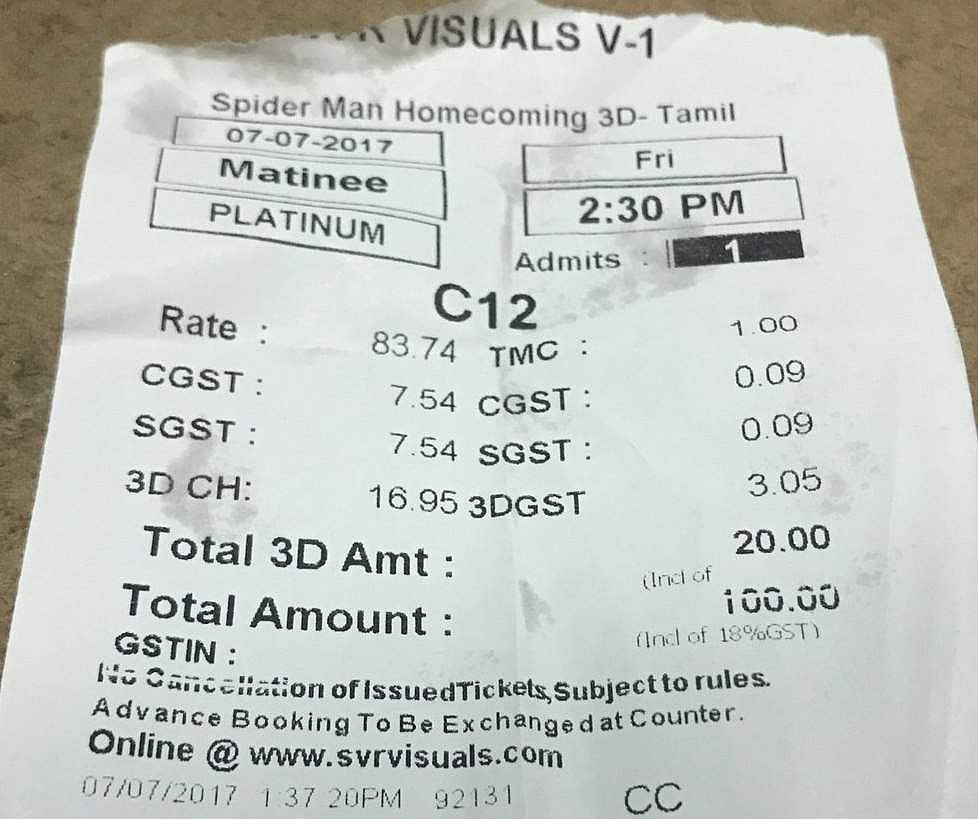 VISUALS V-1
Spider Man Homecoming 3D- Tamil
07-07-2017 Fri
Matinee 2:30 PM
PLATINUM Admits : 1
C12
Rate : 83.74 TMC : 1.00
CGST : 7.54 CGST : 0.09
SGST : 7.54 SGST : 0.09
3D CH: 16.95 3DGST 3.05
Total 3D Amt : 20.00
(Incl of
Total Amount : 100.00
(Incl of 18%GST)
GSTIN :
No Cancellation of IssuedTickets,Subject to rules.
Advance Booking To Be Exchanged at Counter.
Online @ www.svrvisuals.com
07/07/2017 1:37 20PM 92131 CC